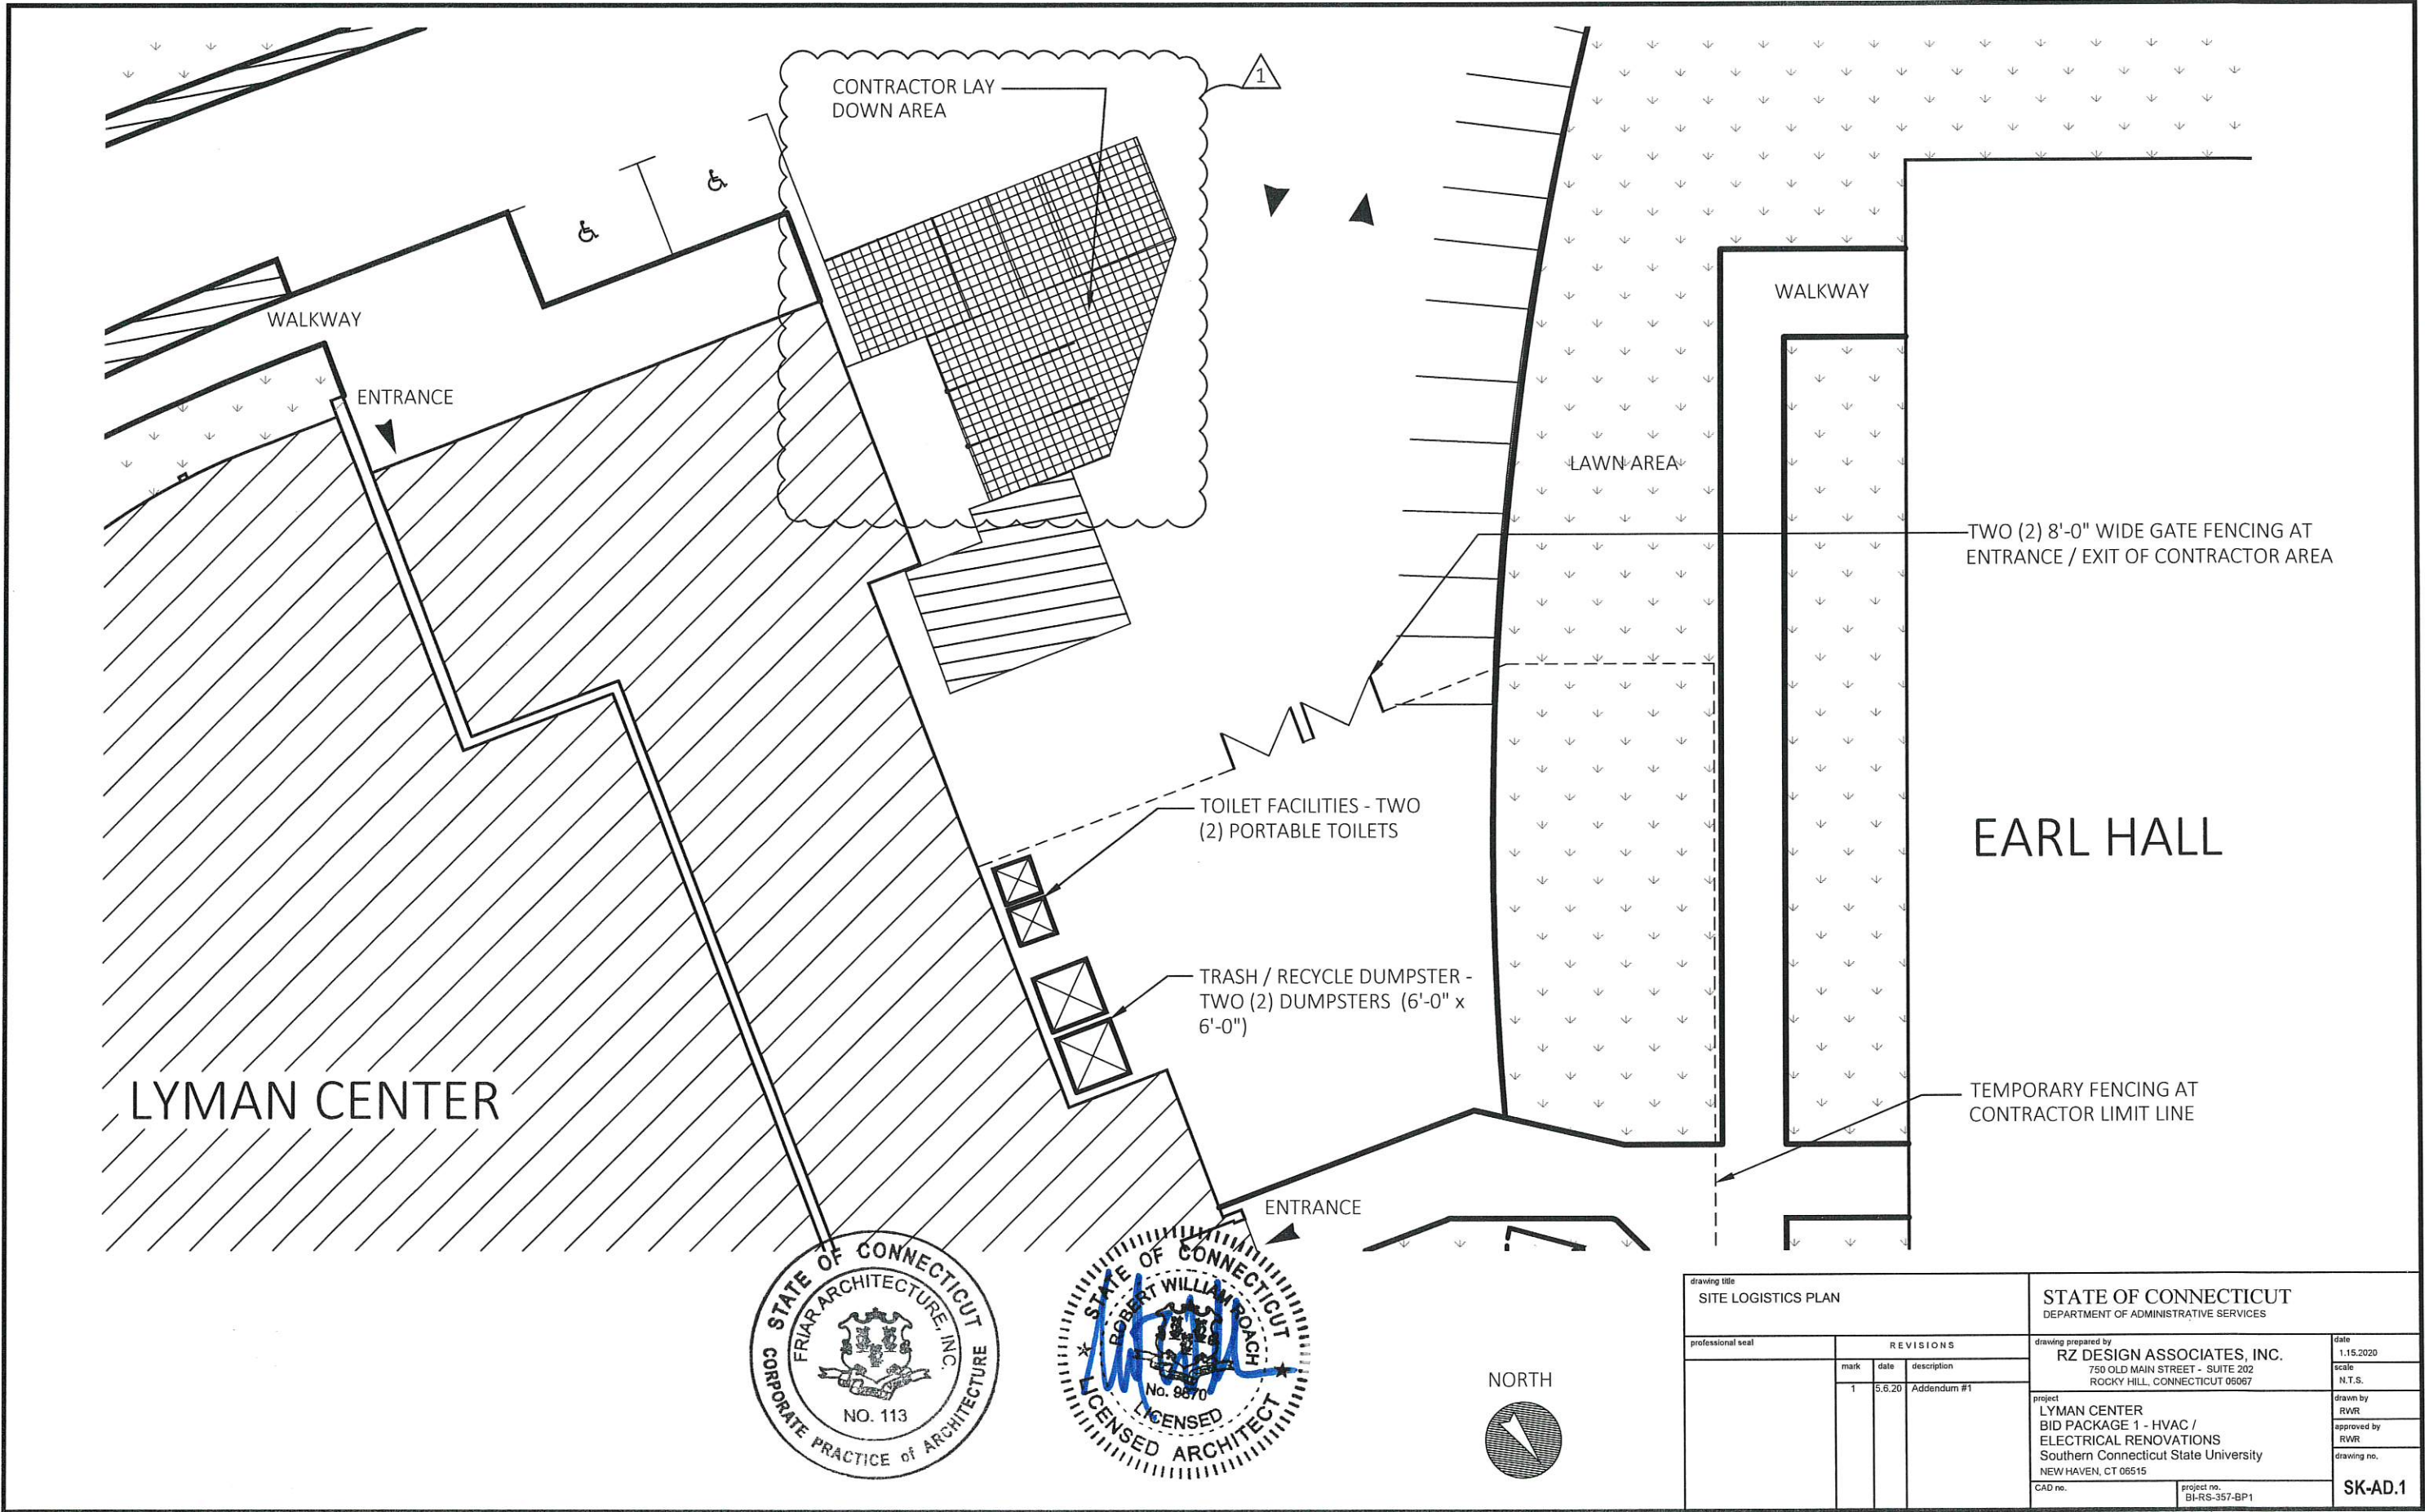 CONTRACTOR LAY
DOWN AREA
1
WALKWAY
ENTRANCE
WALKWAY
LAWN AREA
TWO (2) 8'-0" WIDE GATE FENCING AT
ENTRANCE / EXIT OF CONTRACTOR AREA
TOILET FACILITIES - TWO
(2) PORTABLE TOILETS
EARL HALL
TRASH / RECYCLE DUMPSTER -
TWO (2) DUMPSTERS (6'-0" x
6'-0")
LYMAN CENTER
TEMPORARY FENCING AT
CONTRACTOR LIMIT LINE
ENTRANCE
STATE OF CONNECTICUT
FRIAR ARCHITECTURE, INC.
NO. 113
CORPORATE PRACTICE of ARCHITECTURE
STATE OF CONNECTICUT
ROBERT WILLIAM ROACH
No. 9870
LICENSED
LICENSED ARCHITECT
NORTH
drawing title
SITE LOGISTICS PLAN
STATE OF CONNECTICUT
DEPARTMENT OF ADMINISTRATIVE SERVICES
professional seal
REVISIONS
mark date description
1 5.6.20 Addendum #1
drawing prepared by
RZ DESIGN ASSOCIATES, INC.
750 OLD MAIN STREET - SUITE 202
ROCKY HILL, CONNECTICUT 06067
date
1.15.2020
scale
N.T.S.
project
LYMAN CENTER
BID PACKAGE 1 - HVAC /
ELECTRICAL RENOVATIONS
Southern Connecticut State University
NEW HAVEN, CT 06515
drawn by
RWR
approved by
RWR
drawing no.
SK-AD.1
CAD no.
project no.
BI-RS-357-BP1